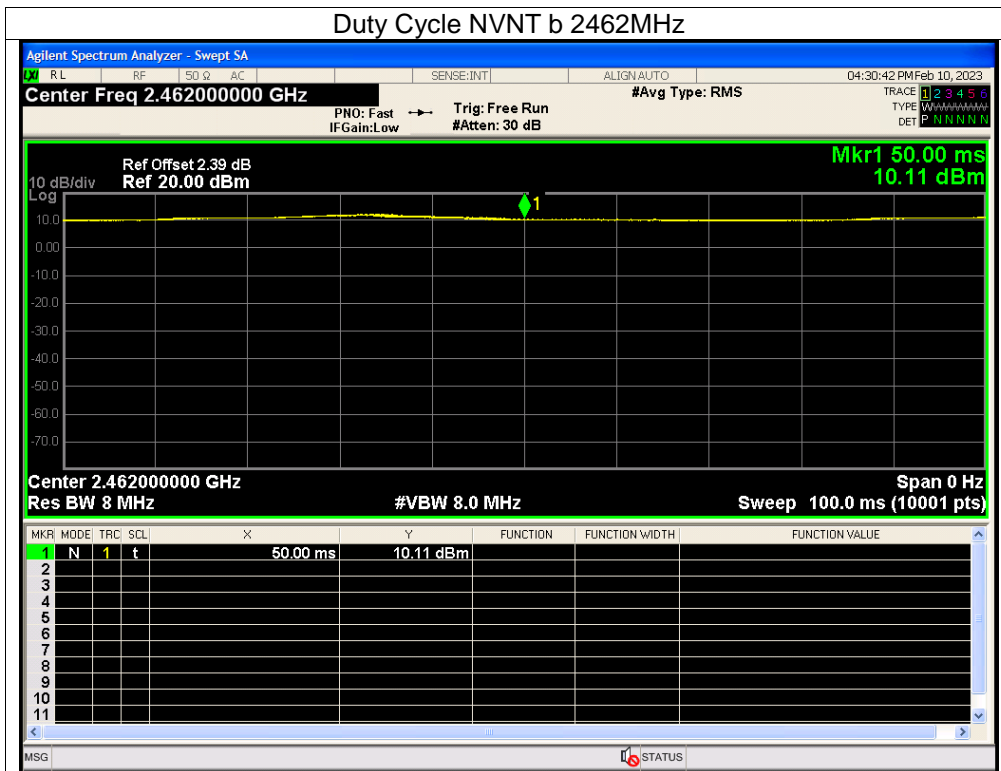 Duty Cycle NVNT b 2462MHz
Agilent Spectrum Analyzer - Swept SA
LXI RL RF 50 Ω AC SENSE:INT ALIGN AUTO 04:30:42 PM Feb 10, 2023
Center Freq 2.462000000 GHz #Avg Type: RMS TRACE 1 2 3 4 5 6
PNO: Fast Trig: Free Run TYPE WWWWWW
IFGain:Low #Atten: 30 dB DET P N N N N N
Mkr1 50.00 ms
Ref Offset 2.39 dB
10 dB/div Ref 20.00 dBm 10.11 dBm
Log
1
10.0
0.00
-10.0
-20.0
-30.0
-40.0
-50.0
-60.0
-70.0
Center 2.462000000 GHz Span 0 Hz
Res BW 8 MHz #VBW 8.0 MHz Sweep 100.0 ms (10001 pts)
MKR MODE TRC SCL X Y FUNCTION FUNCTION WIDTH FUNCTION VALUE
1 N 1 t 50.00 ms 10.11 dBm
2
3
4
5
6
7
8
9
10
11
MSG STATUS